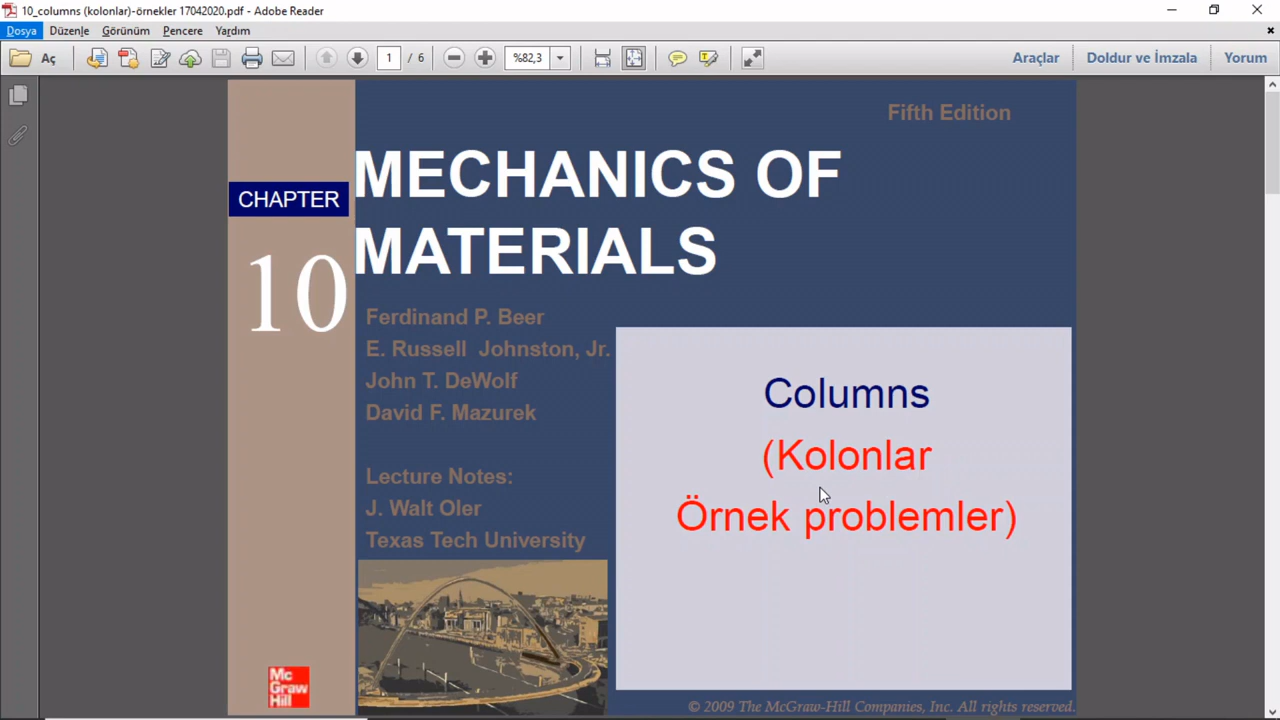 10_columns (kolonlar)-örnekler 17042020.pdf - Adobe Reader
Dosya Düzenle Görünüm Pencere Yardım
Aç 1 / 6 %82,3 Araçlar Doldur ve İmzala Yorum
Fifth Edition
CHAPTER
10
MECHANICS OF
MATERIALS
Ferdinand P. Beer
E. Russell Johnston, Jr.
John T. DeWolf
David F. Mazurek
Lecture Notes:
J. Walt Oler
Texas Tech University
Columns
(Kolonlar
Örnek problemler)
Mc
Graw
Hill
© 2009 The McGraw-Hill Companies, Inc. All rights reserved.